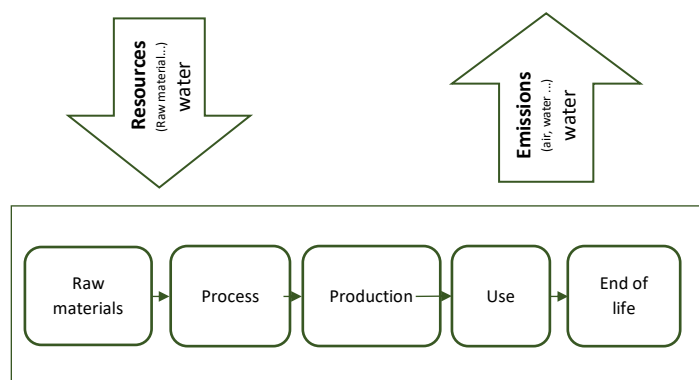 Resources
(Raw material...)
water
Emissions
(air, water ...)
water
Raw
materials
Process
Production
Use
End of
life